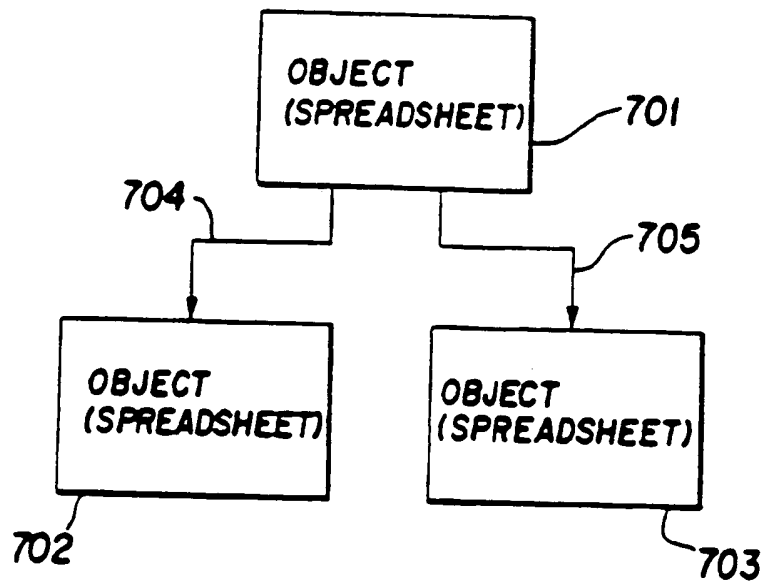 OBJECT
(SPREADSHEET)
701
704
705
OBJECT
(SPREADSHEET)
OBJECT
(SPREADSHEET)
702
703